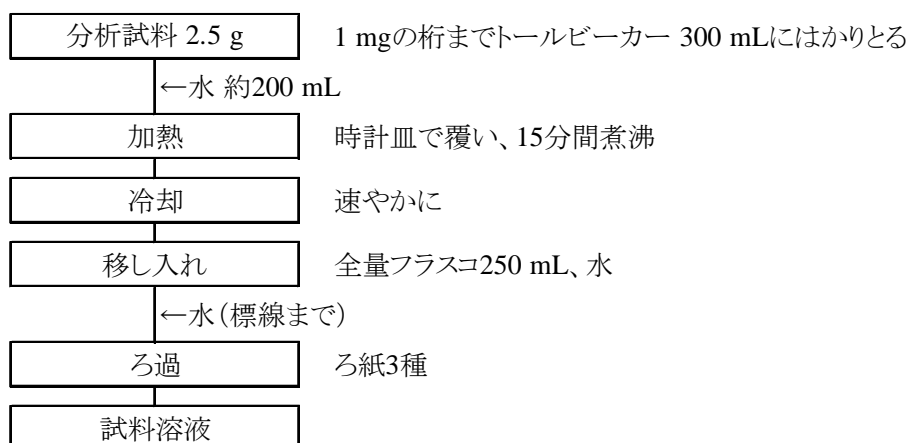 分析試料 2.5 g 1 mgの桁までトールビーカー 300 mLにはかりとる
←水 約200 mL
加熱 時計皿で覆い、15分間煮沸
冷却 速やかに
移し入れ 全量フラスコ250 mL、水
←水(標線まで)
ろ過 ろ紙3種
試料溶液